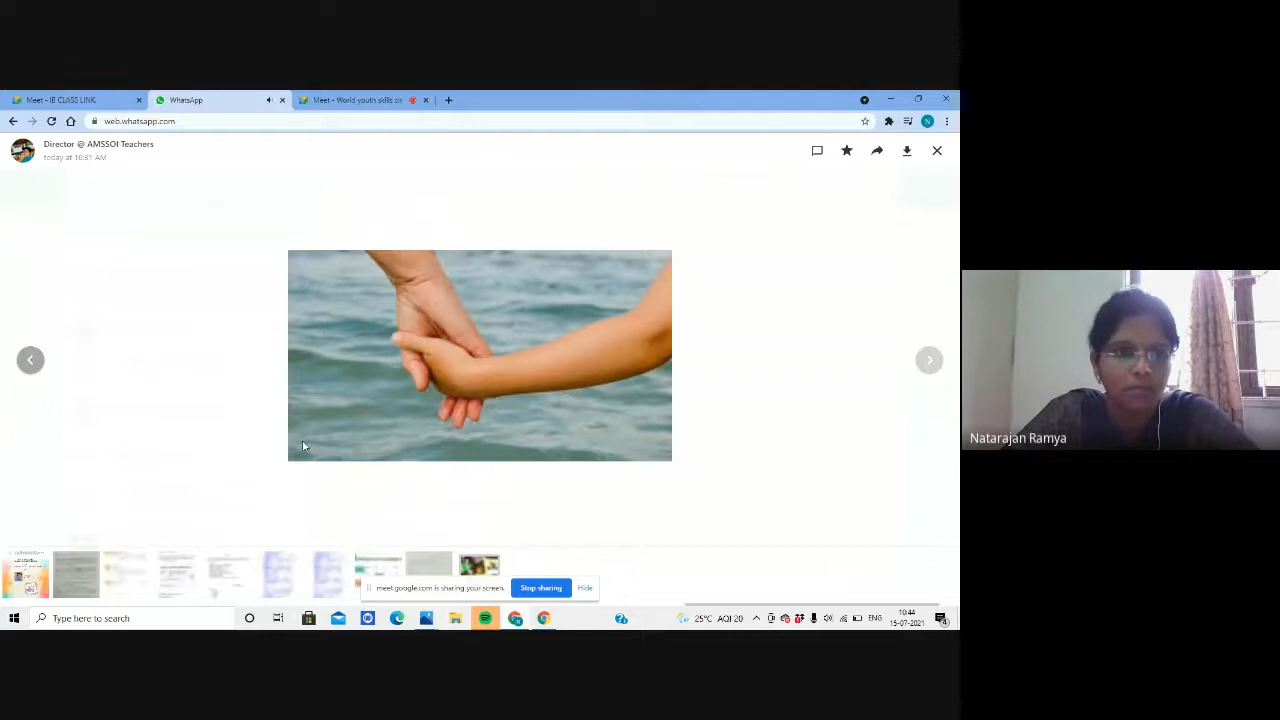 Meet - IB CLASS LINK
WhatsApp
Meet - World youth skills da
web.whatsapp.com
Director @ AMSSOI Teachers
today at 10:31 AM
N
Natarajan Ramya
meet.google.com is sharing your screen.
Stop sharing
Hide
Type here to search
25°C AQI 20
ENG
10:44
15-07-2021
4